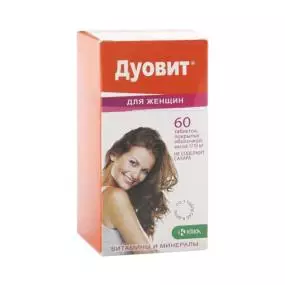 Дуовит®
ДЛЯ ЖЕНЩИН
60
таблеток,
покрытых
оболочкой,
НЕ СОДЕРЖИТ
САХАРА
KRKA
ВИТАМИНЫ И МИНЕРАЛЫ